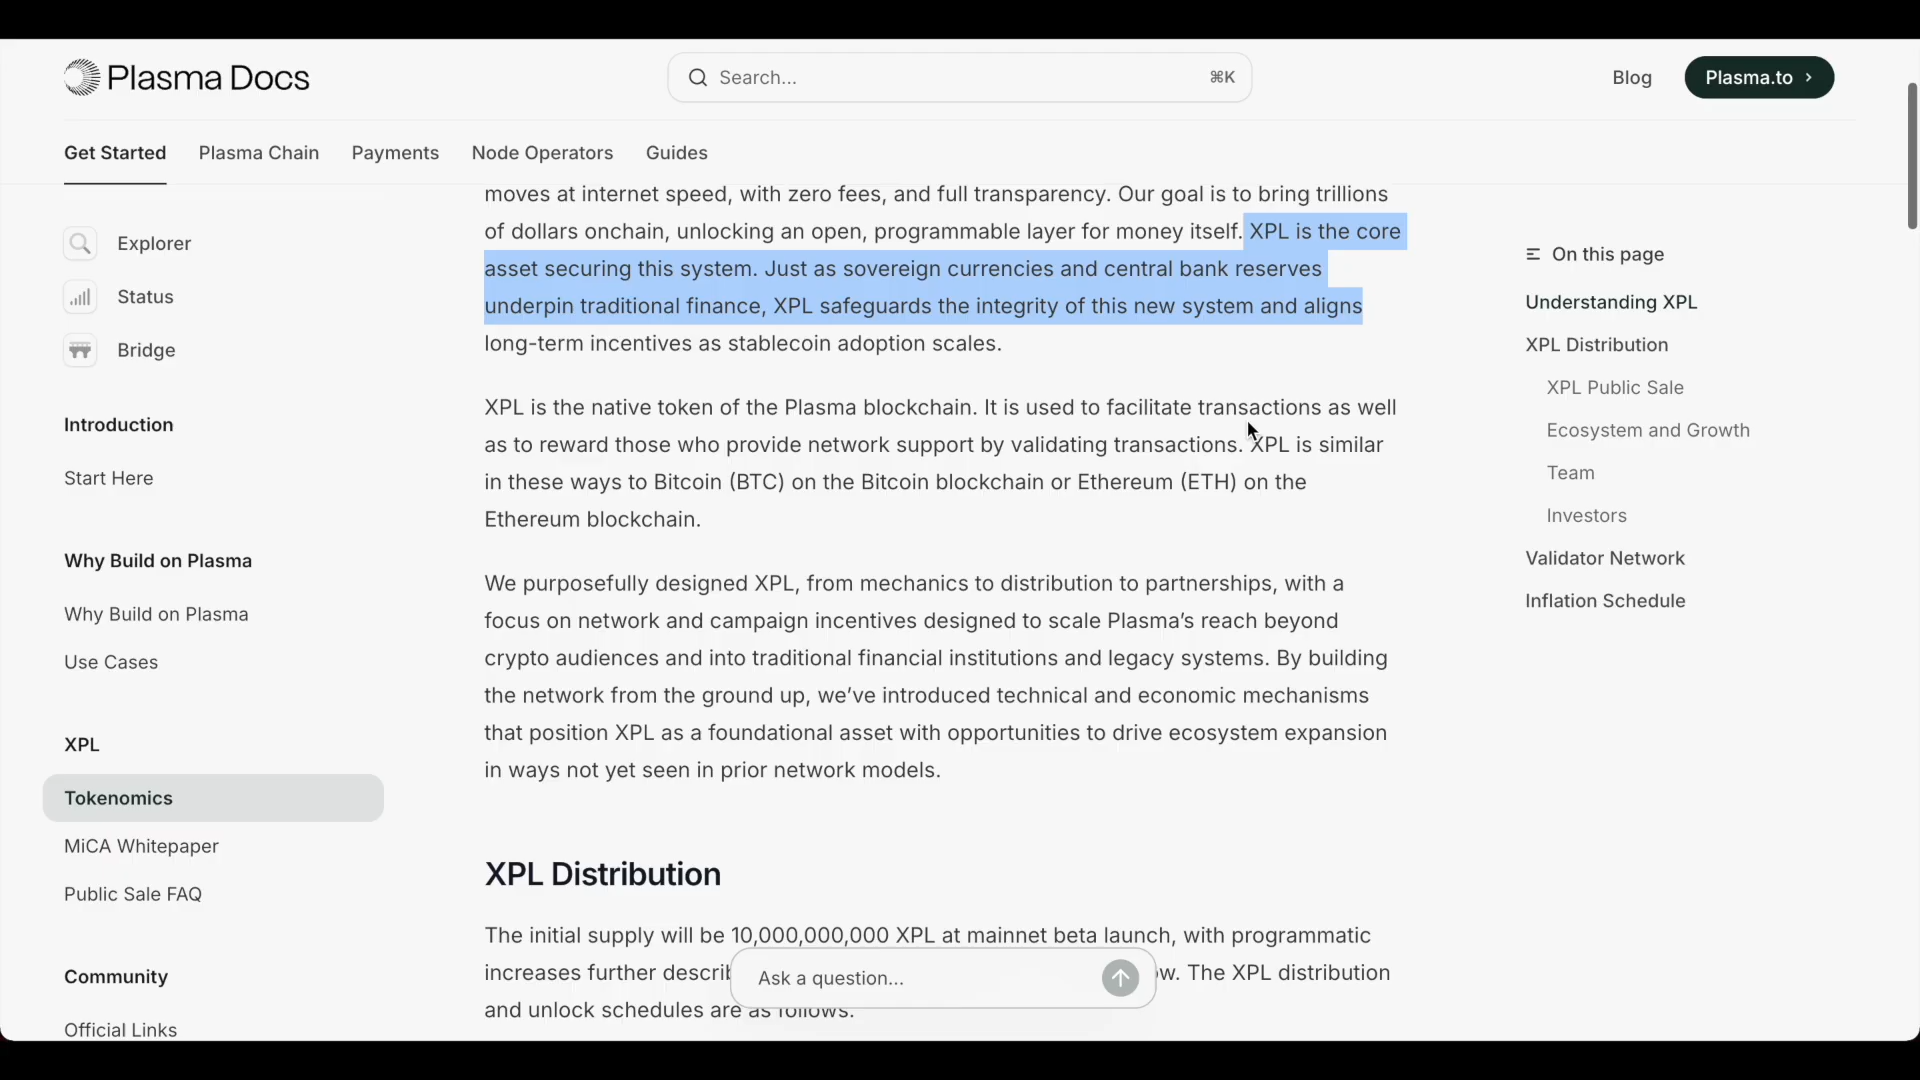 Plasma Docs
Search...
⌘K
Blog
Plasma.to
Get Started
Plasma Chain
Payments
Node Operators
Guides
Explorer
Status
Bridge
Introduction
Start Here
Why Build on Plasma
Why Build on Plasma
Use Cases
XPL
Tokenomics
MiCA Whitepaper
Public Sale FAQ
Community
Official Links
moves at internet speed, with zero fees, and full transparency. Our goal is to bring trillions
of dollars onchain, unlocking an open, programmable layer for money itself. XPL is the core
asset securing this system. Just as sovereign currencies and central bank reserves
underpin traditional finance, XPL safeguards the integrity of this new system and aligns
long-term incentives as stablecoin adoption scales.
XPL is the native token of the Plasma blockchain. It is used to facilitate transactions as well
as to reward those who provide network support by validating transactions. XPL is similar
in these ways to Bitcoin (BTC) on the Bitcoin blockchain or Ethereum (ETH) on the
Ethereum blockchain.
We purposefully designed XPL, from mechanics to distribution to partnerships, with a
focus on network and campaign incentives designed to scale Plasma’s reach beyond
crypto audiences and into traditional financial institutions and legacy systems. By building
the network from the ground up, we’ve introduced technical and economic mechanisms
that position XPL as a foundational asset with opportunities to drive ecosystem expansion
in ways not yet seen in prior network models.
XPL Distribution
The initial supply will be 10,000,000,000 XPL at mainnet beta launch, with programmatic
increases further The XPL distribution
and unlock schedules are as follows.
Ask a question...
On this page
Understanding XPL
XPL Distribution
XPL Public Sale
Ecosystem and Growth
Team
Investors
Validator Network
Inflation Schedule